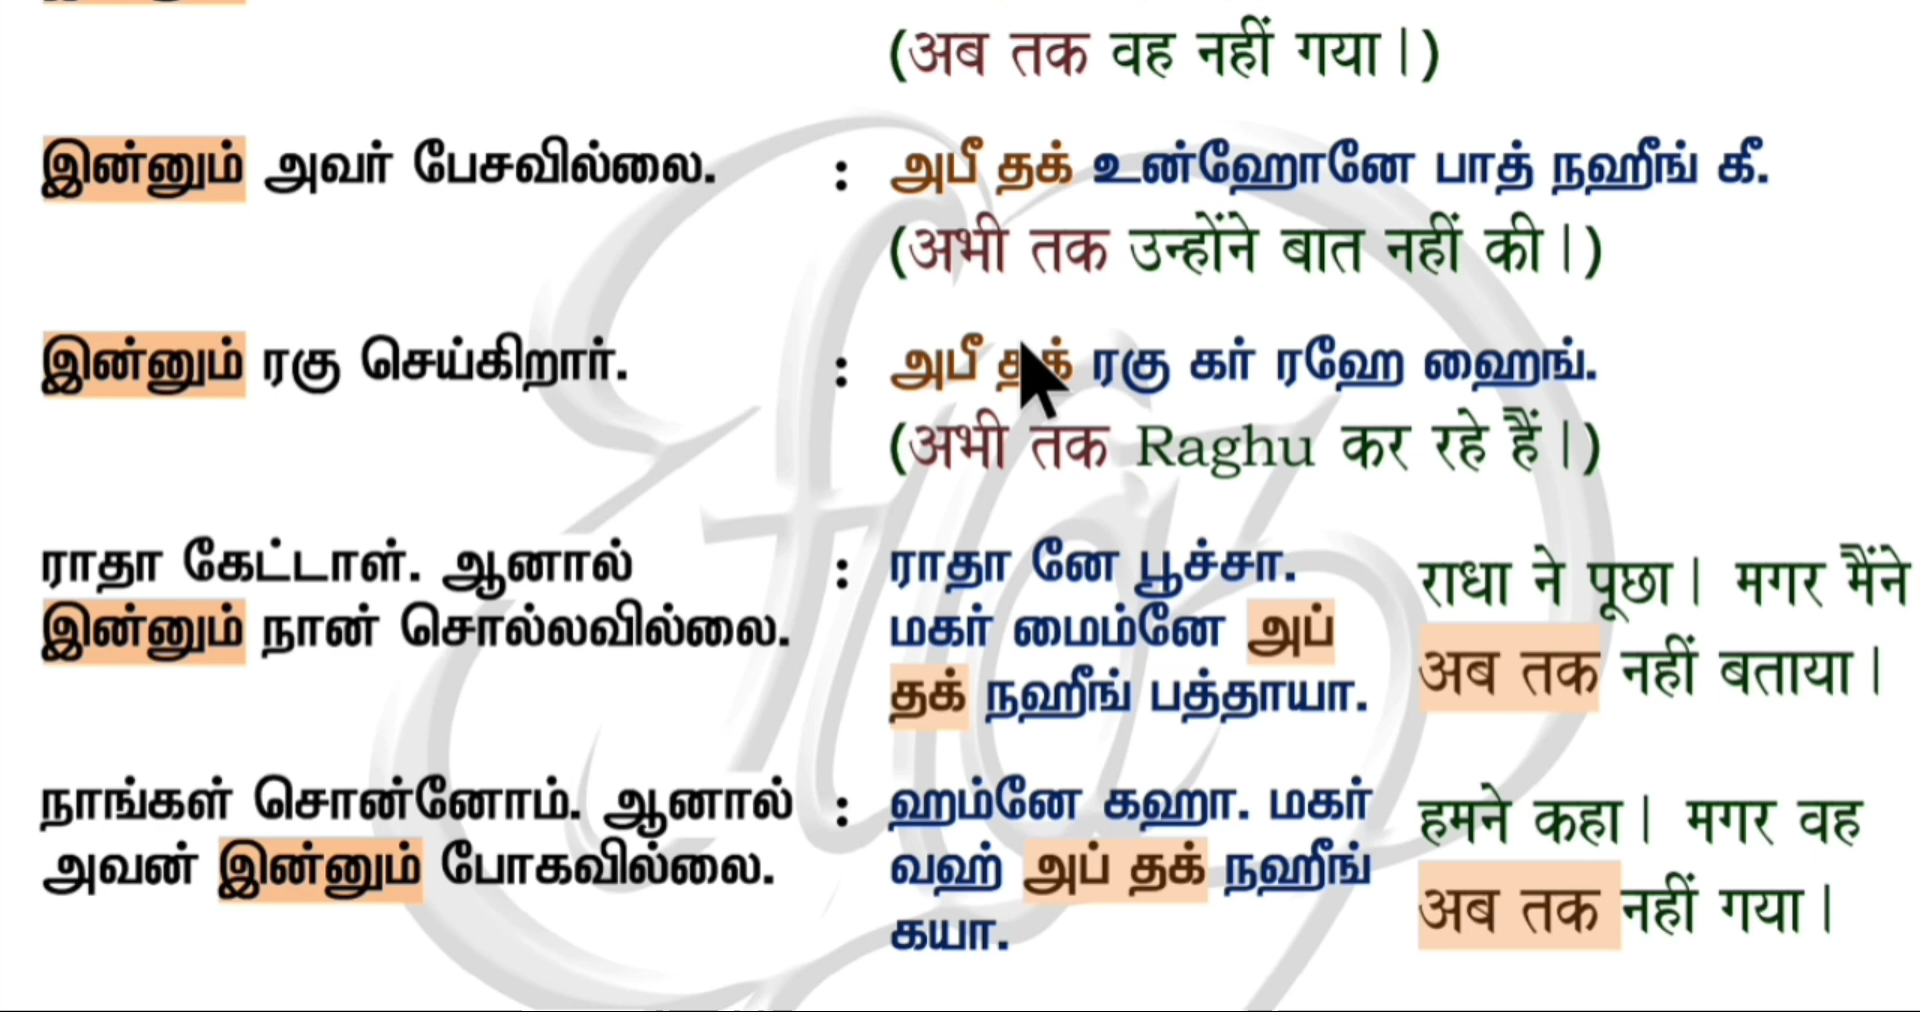 (अब तक वह नहीं गया।)
இன்னும் அவர் பேசவில்லை. : அபீ தக் உன்ஹோனே பாத் நஹீங் கீ.
(अभी तक उन्होंने बात नहीं की।)
இன்னும் ரகு செய்கிறார். : அபீ தக் ரகு கர் ரஹே ஹைங்.
(अभी तक Raghu कर रहे हैं।)
ராதா கேட்டாள். ஆனால் : ராதா னே பூச்சா. राधा ने पूछा। मगर मैंने
இன்னும் நான் சொல்லவில்லை. மகர் மைம்னே அப் अब तक नहीं बताया।
தக் நஹீங் பத்தாயா.
நாங்கள் சொன்னோம். ஆனால் : ஹம்னே கஹா. மகர் हमने कहा। मगर वह
அவன் இன்னும் போகவில்லை. வஹ் அப் தக் நஹீங் अब तक नहीं गया।
கயா.